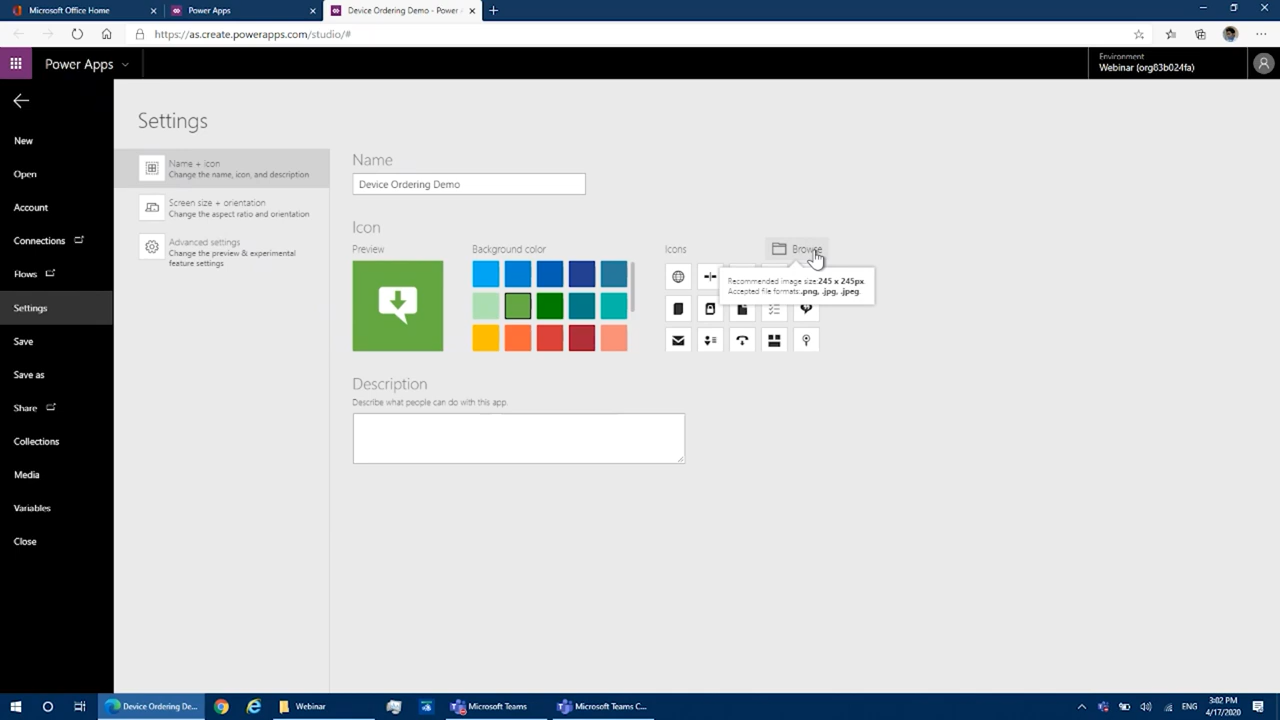 Microsoft Office Home
Power Apps
Device Ordering Demo - Power
https://as.create.powerapps.com/studio/#
Power Apps
Environment
Webinar (org83b024fa)
Settings
New
Open
Account
Connections
Flows
Settings
Save
Save as
Share
Collections
Media
Variables
Close
Name + icon
Change the name, icon, and description
Screen size + orientation
Change the aspect ratio and orientation
Advanced settings
Change the preview & experimental
feature settings
Name
Device Ordering Demo
Icon
Preview
Background color
Icons
Browse
Recommended image size:245 x 245px.
Accepted file formats:.png, .jpg, .jpeg.
Description
Describe what people can do with this app.
Device Ordering De...
Webinar
Microsoft Teams
Microsoft Teams C...
ENG
3:02 PM
4/17/2020